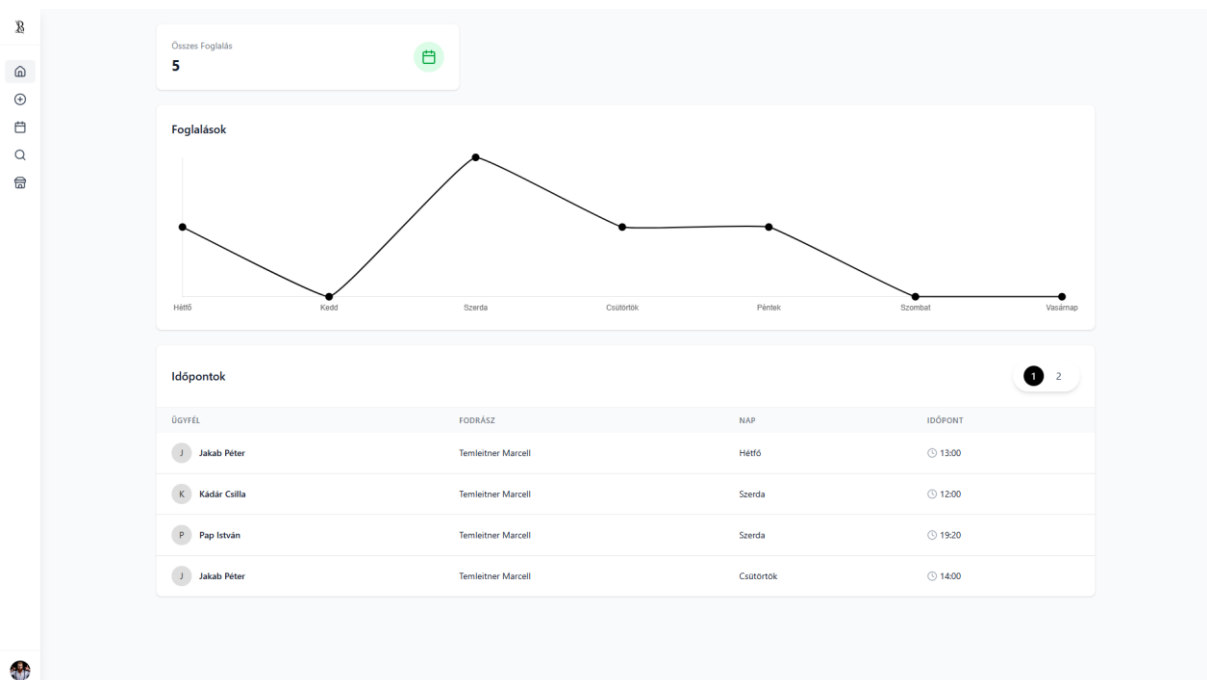 B
Összes Foglalás
5
Foglalások
Hétfő Kedd Szerda Csütörtök Péntek Szombat Vasárnap
Időpontok
1 2
ÜGYFÉL FODRÁSZ NAP IDŐPONT
J Jakab Péter Temleitner Marcell Hétfő 13:00
K Kádár Csilla Temleitner Marcell Szerda 12:00
P Pap István Temleitner Marcell Szerda 19:20
J Jakab Péter Temleitner Marcell Csütörtök 14:00